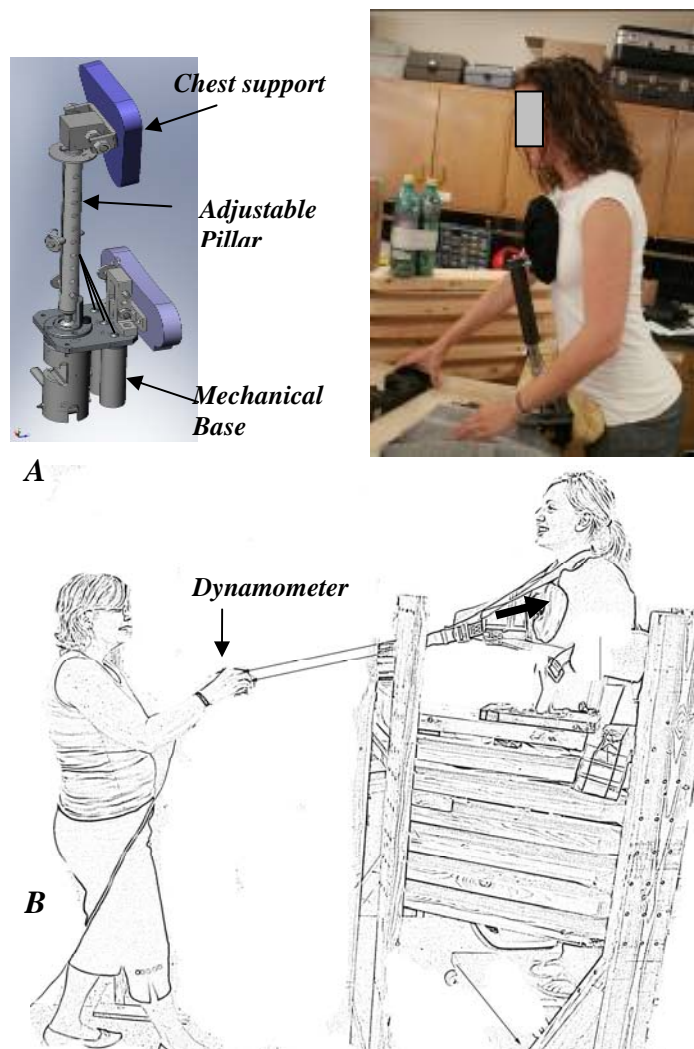 Chest support
Adjustable
Pillar
Mechanical
Base
A
Dynamometer
B